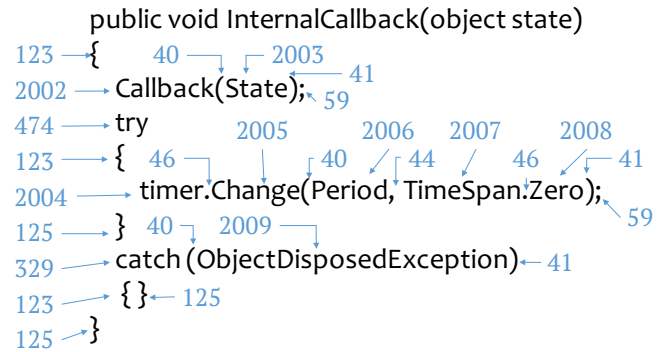 public void InternalCallback(object state)
123 { 40 2003
2002 Callback(State); 41 59
474 try
2005 2006 2007 2008
123 { 46 40 44 46 41
2004 timer.Change(Period, TimeSpan.Zero); 59
125 } 40 2009
329 catch (ObjectDisposedException) 41
123 { } 125
125 }